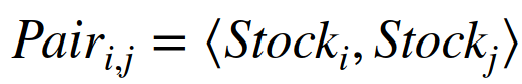 Pair_{i,j} = ⟨Stock_i, Stock_j⟩